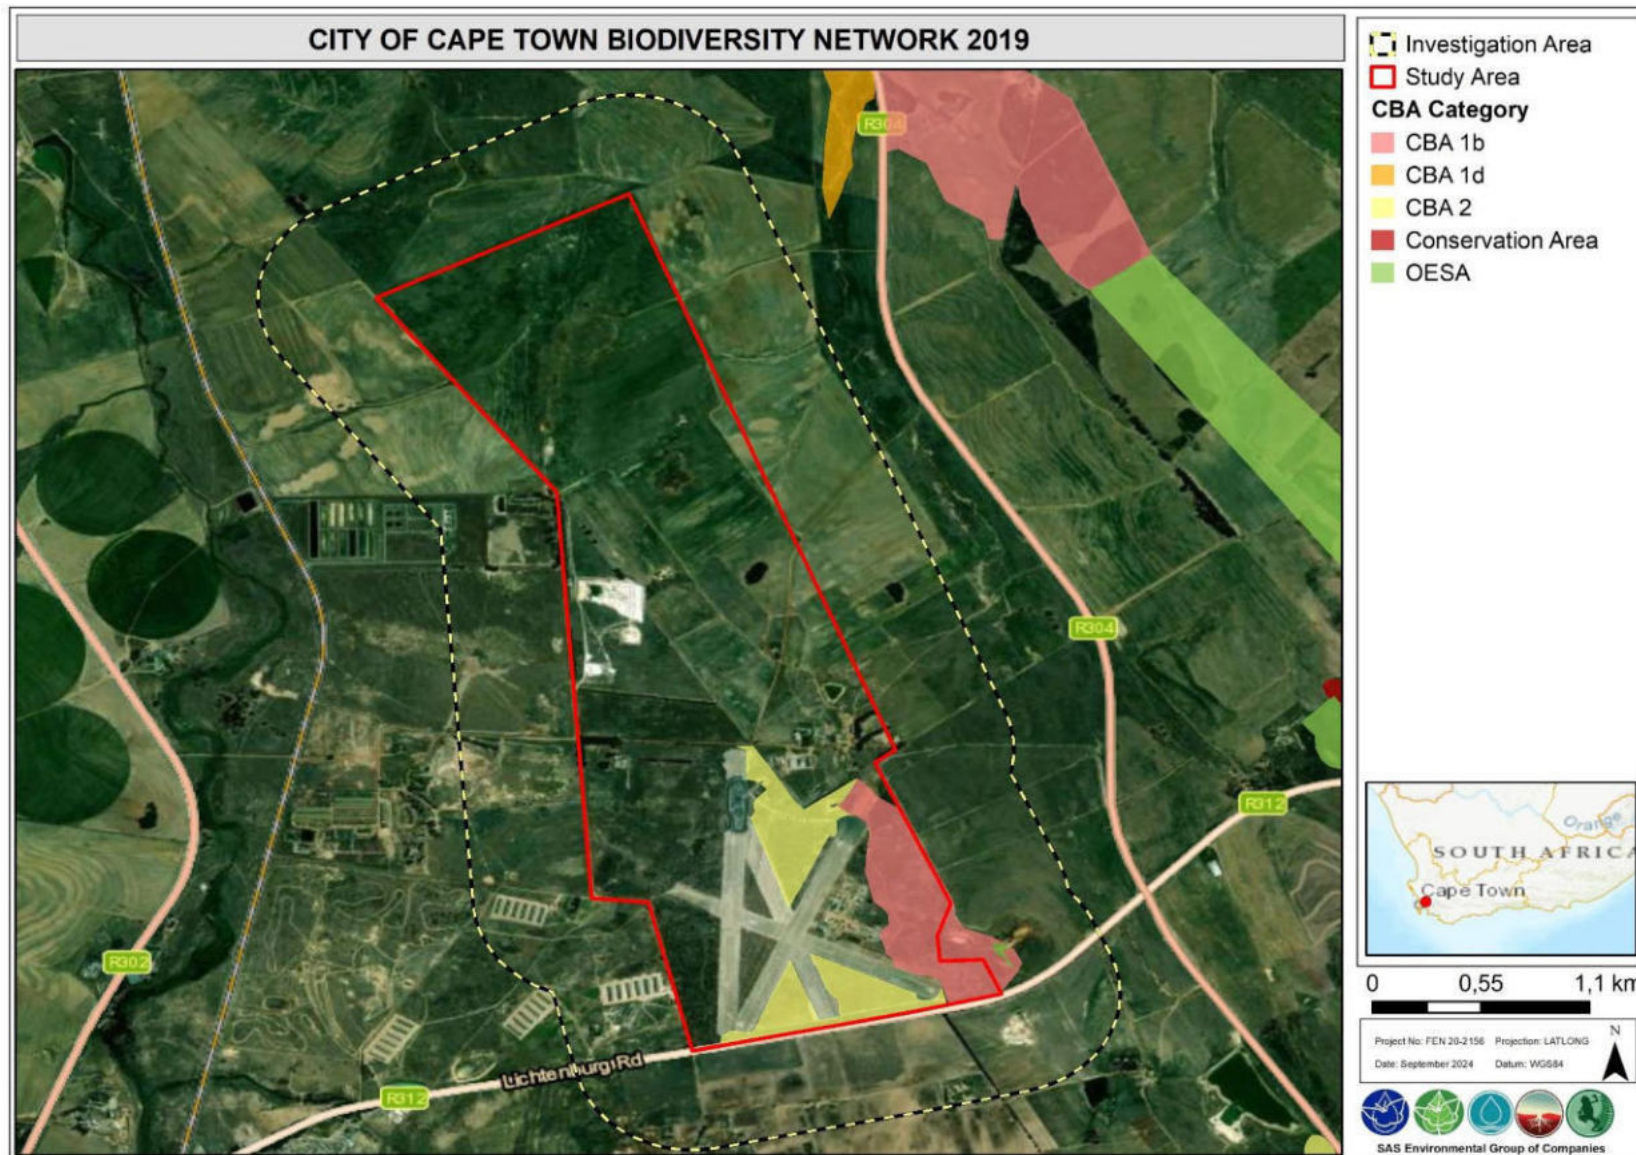 CITY OF CAPE TOWN BIODIVERSITY NETWORK 2019
Investigation Area
Study Area
CBA Category
CBA 1b
CBA 1d
CBA 2
Conservation Area
OESA
R304
R304
R312
R302
Lichtenburg Rd
R312
Orange
SOUTH AFRICA
Cape Town
0 0,55 1,1 km
Project No: FEN 20-2156 Projection: LATLONG
Date: September 2024 Datum: WGS84
N
SAS Environmental Group of Companies